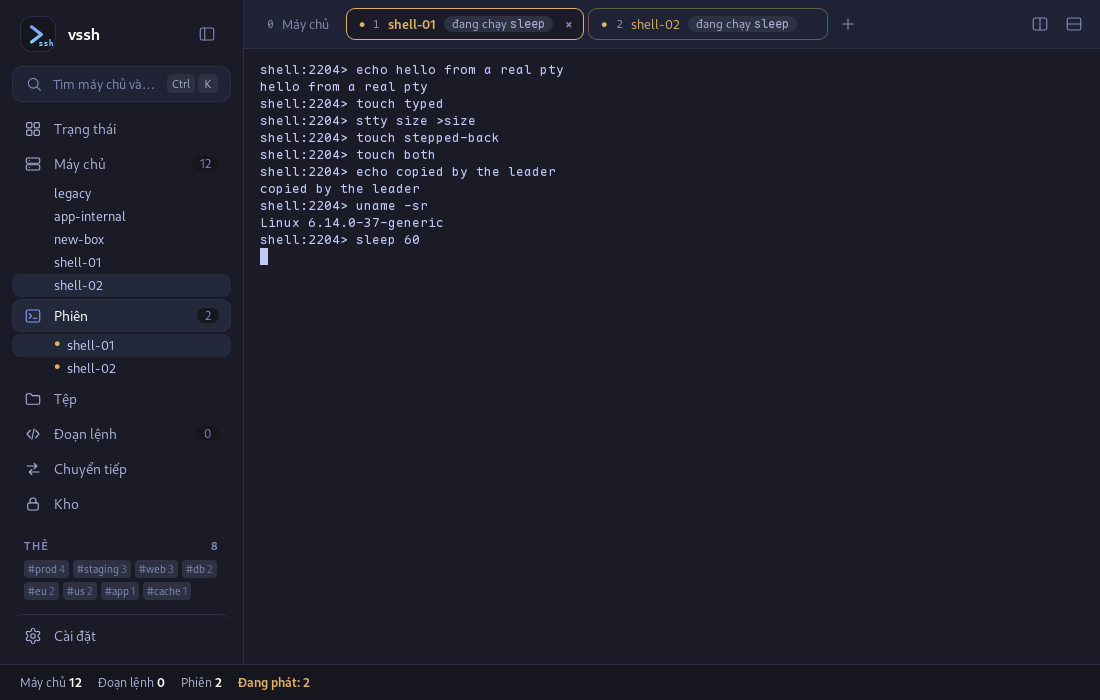 ssh
vssh
Tìm máy chủ và... Ctrl K
Trạng thái
Máy chủ 12
legacy
app-internal
new-box
shell-01
shell-02
Phiên 2
shell-01
shell-02
Tệp
Đoạn lệnh 0
Chuyển tiếp
Kho
THẺ 8
#prod 4 #staging 3 #web 3 #db 2
#eu 2 #us 2 #app 1 #cache 1
Cài đặt
0 Máy chủ 1 shell-01 đang chạy sleep × 2 shell-02 đang chạy sleep
shell:2204> echo hello from a real pty
hello from a real pty
shell:2204> touch typed
shell:2204> stty size >size
shell:2204> touch stepped-back
shell:2204> touch both
shell:2204> echo copied by the leader
copied by the leader
shell:2204> uname -sr
Linux 6.14.0-37-generic
shell:2204> sleep 60
Máy chủ 12 Đoạn lệnh 0 Phiên 2 Đang phát: 2